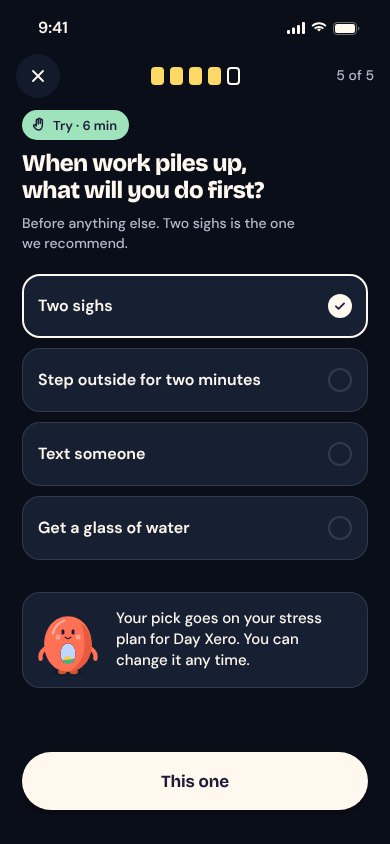 9:41
5 of 5
Try · 6 min
When work piles up,
what will you do first?
Before anything else. Two sighs is the one
we recommend.
Two sighs
Step outside for two minutes
Text someone
Get a glass of water
Your pick goes on your stress
plan for Day Xero. You can
change it any time.
This one